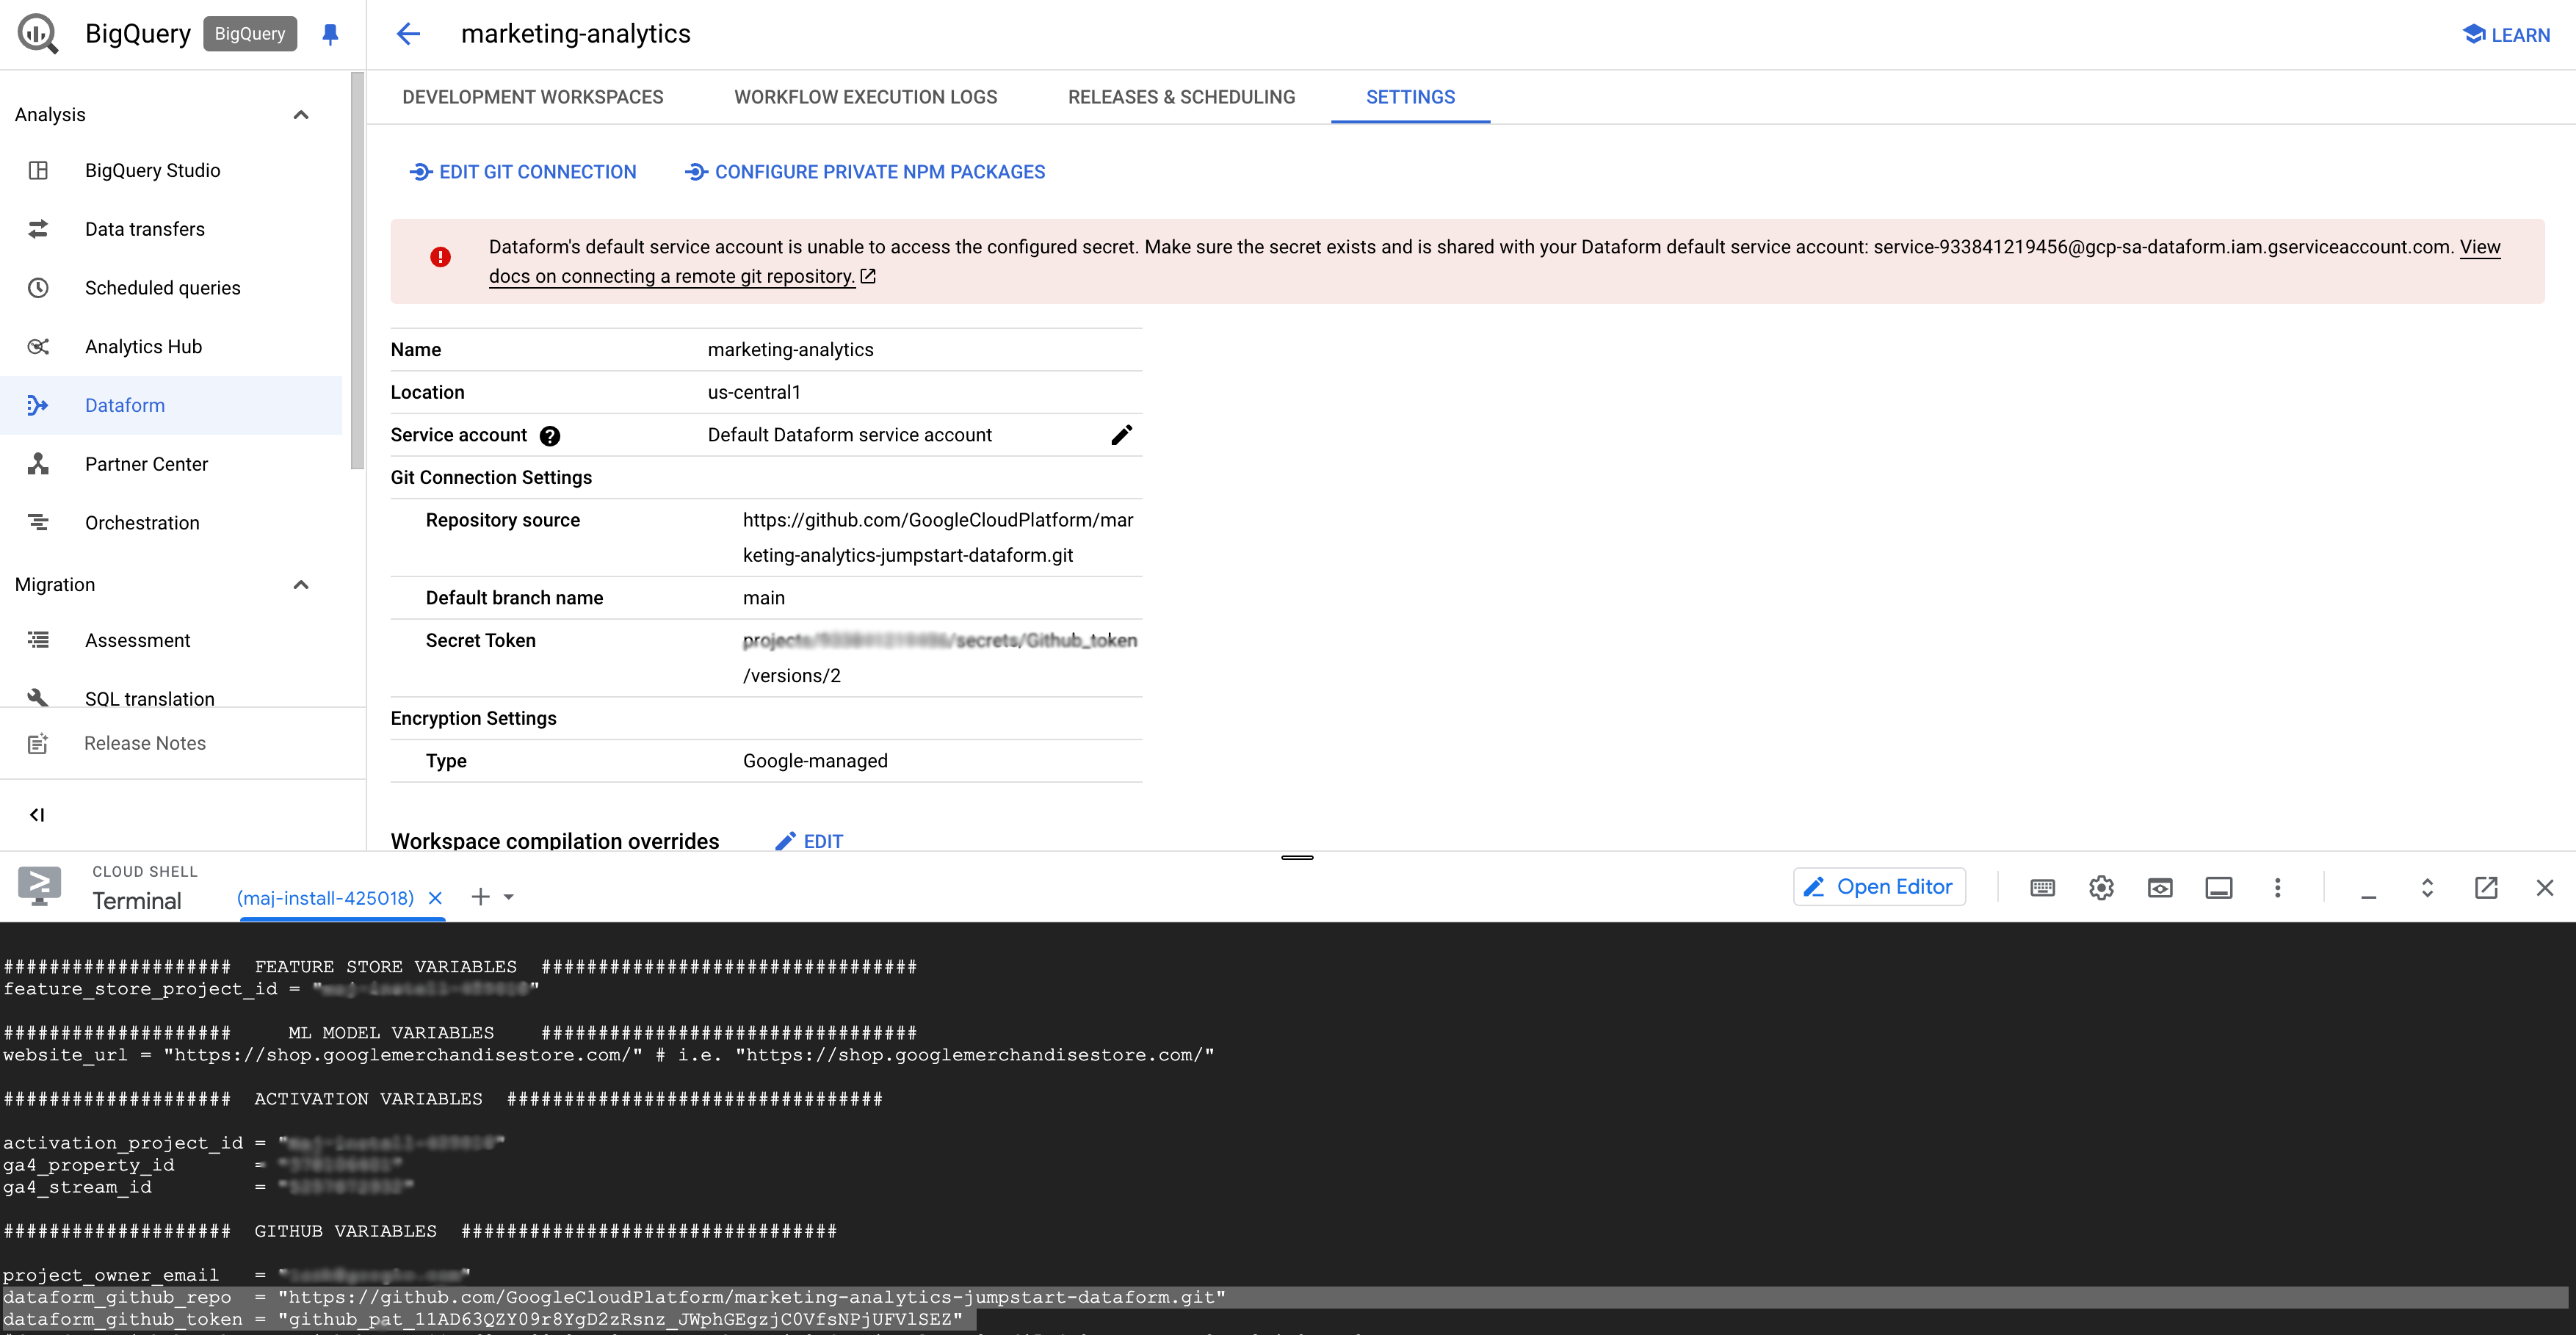 BigQuery BigQuery
marketing-analytics
LEARN
Analysis
BigQuery Studio
Data transfers
Scheduled queries
Analytics Hub
Dataform
Partner Center
Orchestration
Migration
Assessment
SQL translation
Release Notes
DEVELOPMENT WORKSPACES WORKFLOW EXECUTION LOGS RELEASES & SCHEDULING SETTINGS
EDIT GIT CONNECTION CONFIGURE PRIVATE NPM PACKAGES
Dataform's default service account is unable to access the configured secret. Make sure the secret exists and is shared with your Dataform default service account: service-933841219456@gcp-sa-dataform.iam.gserviceaccount.com. View
docs on connecting a remote git repository.
Name marketing-analytics
Location us-central1
Service account Default Dataform service account
Git Connection Settings
Repository source https://github.com/GoogleCloudPlatform/mar
keting-analytics-jumpstart-dataform.git
Default branch name main
Secret Token projects/ /secrets/Github_token
/versions/2
Encryption Settings
Type Google-managed
Workspace compilation overrides EDIT
CLOUD SHELL
Terminal (maj-install-425018) Open Editor
#################### FEATURE STORE VARIABLES #################################
feature_store_project_id = " "
#################### ML MODEL VARIABLES #################################
website_url = "https://shop.googlemerchandisestore.com/" # i.e. "https://shop.googlemerchandisestore.com/"
#################### ACTIVATION VARIABLES #################################
activation_project_id = " "
ga4_property_id = " "
ga4_stream_id = " "
#################### GITHUB VARIABLES #################################
project_owner_email = " "
dataform_github_repo = "https://github.com/GoogleCloudPlatform/marketing-analytics-jumpstart-dataform.git"
dataform_github_token = "github_pat_11AD63QZY09r8YgD2zRsnz_JWphGEgzjC0VfsNPjUFVlSEZ"